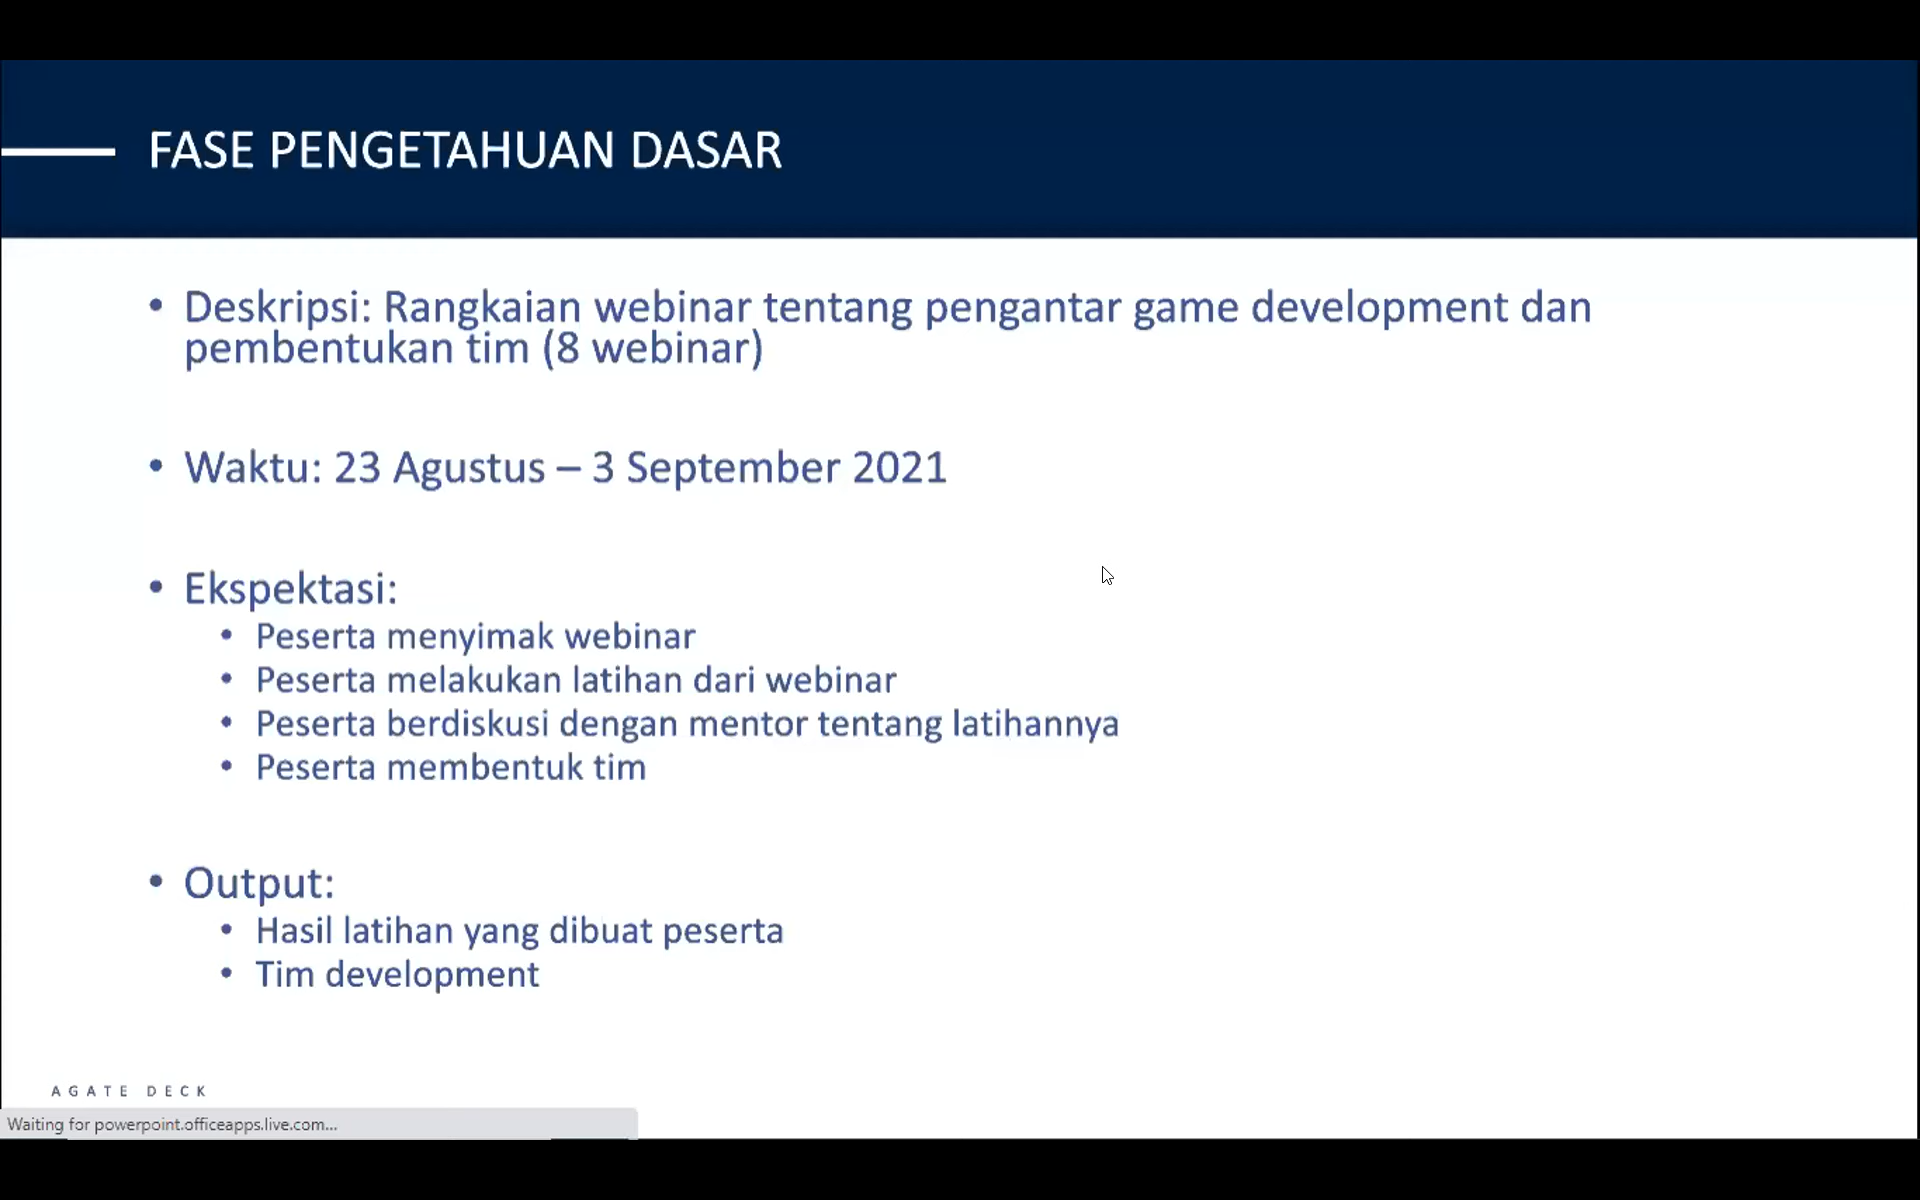 FASE PENGETAHUAN DASAR
• Deskripsi: Rangkaian webinar tentang pengantar game development dan
pembentukan tim (8 webinar)
• Waktu: 23 Agustus – 3 September 2021
• Ekspektasi:
• Peserta menyimak webinar
• Peserta melakukan latihan dari webinar
• Peserta berdiskusi dengan mentor tentang latihannya
• Peserta membentuk tim
• Output:
• Hasil latihan yang dibuat peserta
• Tim development
AGATE DECK
Waiting for powerpoint.officeapps.live.com...